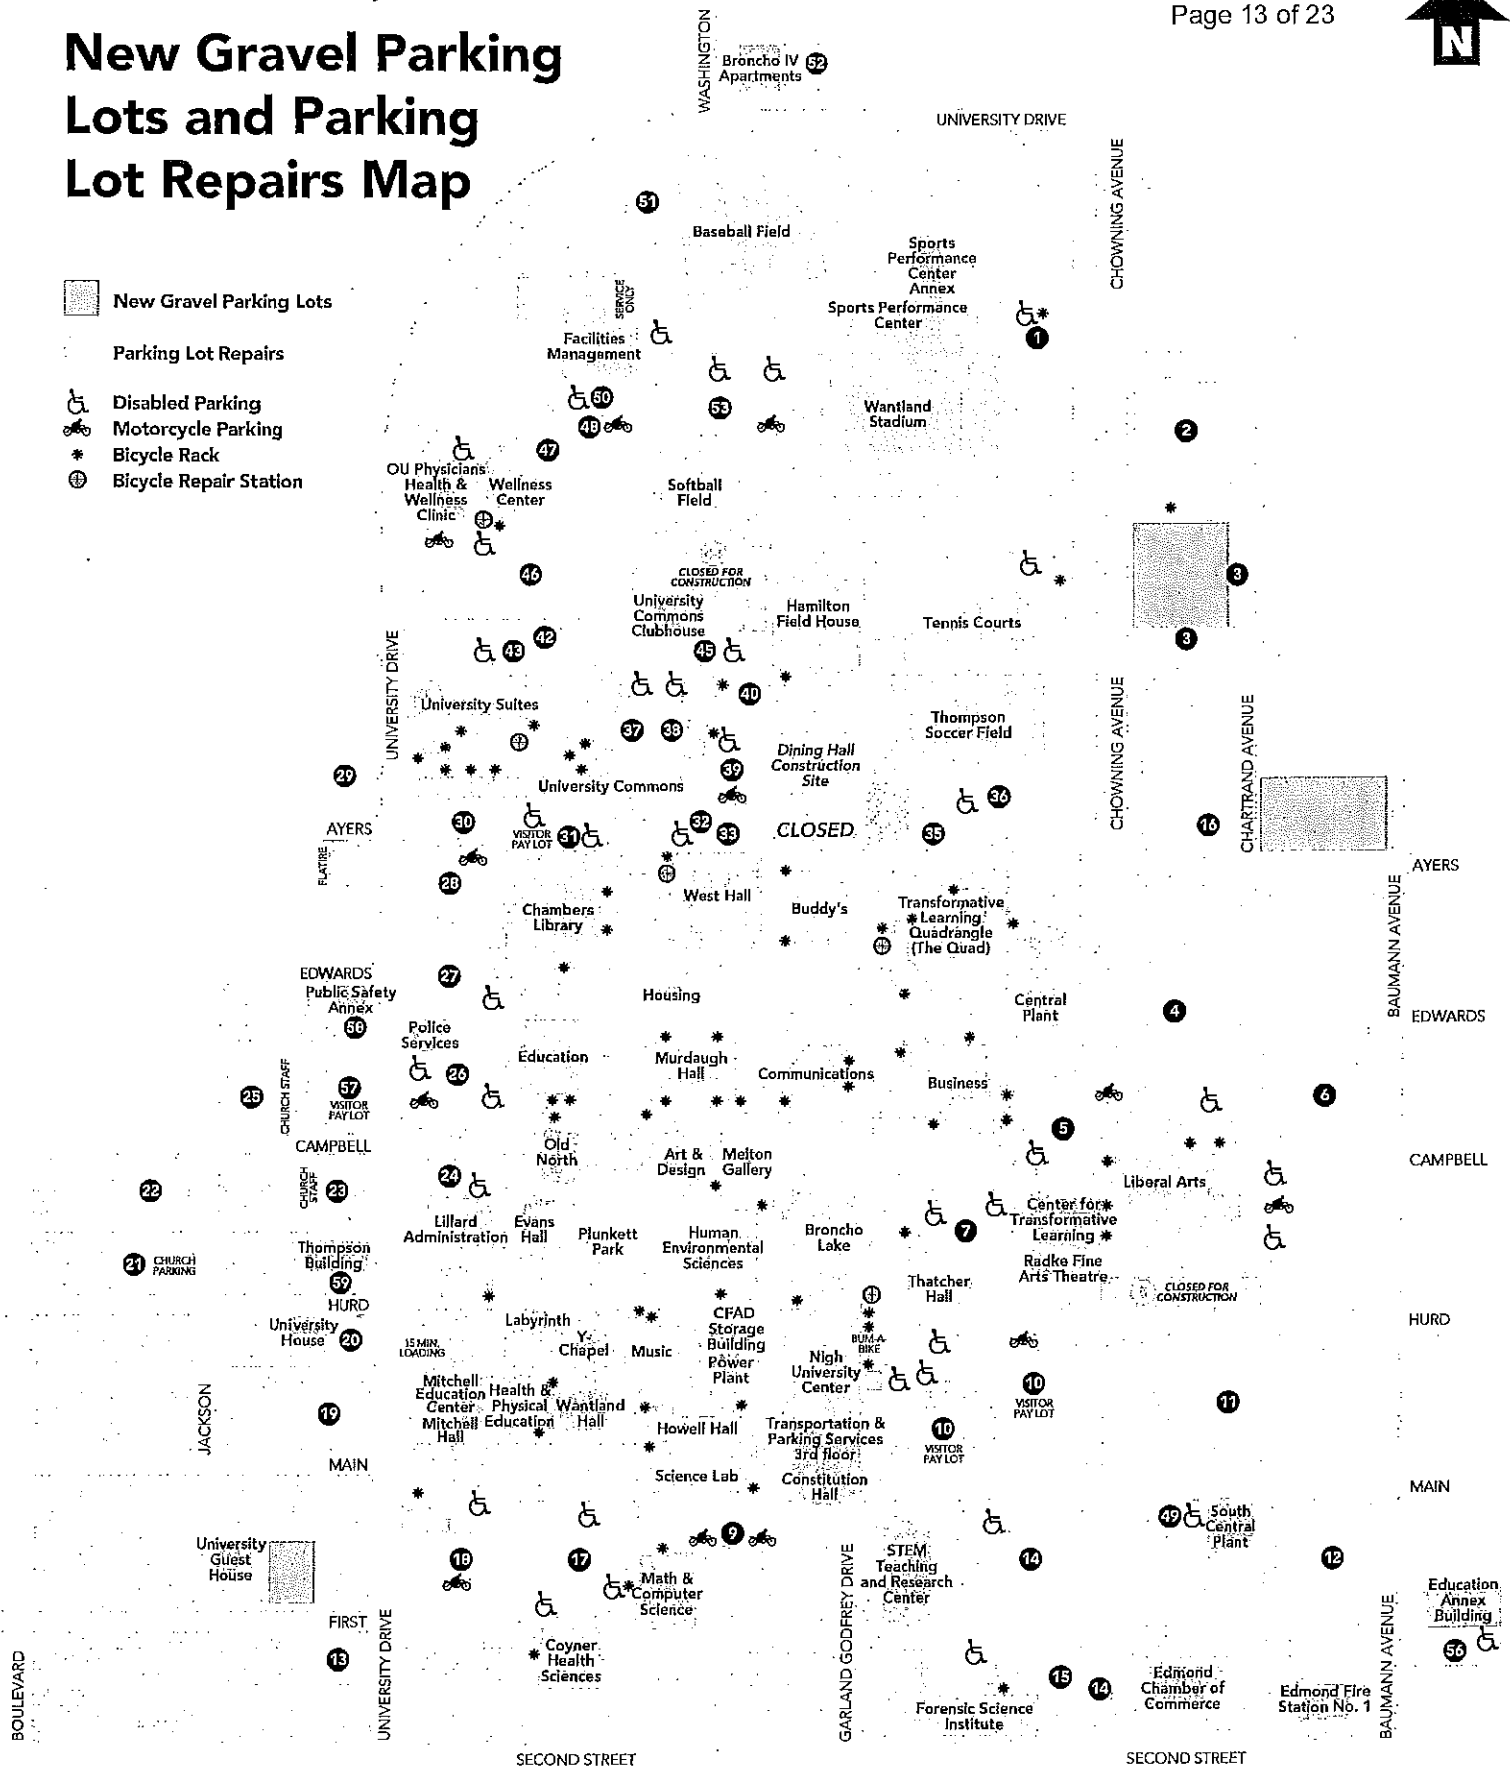 Page 13 of 23
N
New Gravel Parking
Lots and Parking
Lot Repairs Map
New Gravel Parking Lots
Parking Lot Repairs
Disabled Parking
Motorcycle Parking
Bicycle Rack
Bicycle Repair Station
WASHINGTON
Broncho IV
Apartments
52
UNIVERSITY DRIVE
CHOWNING AVENUE
51
Baseball Field
Sports
Performance
Center
Annex
Sports Performance
Center
1
SERVICE
ONLY
Facilities
Management
50
48
53
Wantland
Stadium
2
47
OU Physicians
Health &
Wellness
Clinic
Wellness
Center
Softball
Field
46
CLOSED FOR
CONSTRUCTION
3
University
Commons
Clubhouse
Hamilton
Field House
Tennis Courts
3
42
43
45
UNIVERSITY DRIVE
40
University Suites
37
38
Thompson
Soccer Field
CHOWNING AVENUE
CHARTRAND AVENUE
39
Dining Hall
Construction
Site
29
University Commons
36
AYERS
30
VISITOR
PAY LOT
31
32
33
CLOSED
35
16
FLATIRE
28
West Hall
AYERS
Chambers
Library
Buddy's
Transformative
Learning
Quadrangle
(The Quad)
BAUMANN AVENUE
EDWARDS
27
Public Safety
Annex
58
Housing
Central
Plant
4
EDWARDS
Police
Services
Education
Murdaugh
Hall
Communications
Business
26
25
CHURCH STAFF
57
VISITOR
PAY LOT
6
5
CAMPBELL
Old
North
Art &
Design
Melton
Gallery
CAMPBELL
22
CHURCH
STAFF
23
24
Liberal Arts
Lillard
Administration
Evans
Hall
Plunkett
Park
Human
Environmental
Sciences
Broncho
Lake
7
Center for
Transformative
Learning
21
CHURCH
PARKING
Thompson
Building
59
Radke Fine
Arts Theatre
Thatcher
Hall
CLOSED FOR
CONSTRUCTION
HURD
University
House
20
Labyrinth
Y-
Chapel
Music
CFAD
Storage
Building
Power
Plant
BUM-A-
BIKE
HURD
15 MIN.
LOADING
Nigh
University
Center
Mitchell
Education
Center
Mitchell
Hall
Health &
Physical
Education
Wantland
Hall
10
VISITOR
PAY LOT
11
JACKSON
19
Howell Hall
Transportation &
Parking Services
3rd floor
10
VISITOR
PAY LOT
MAIN
Science Lab
Constitution
Hall
MAIN
49
South
Central
Plant
University
Guest
House
18
17
9
STEM
Teaching
and Research
Center
14
12
Math &
Computer
Science
Education
Annex
Building
56
FIRST
13
Coyner
Health
Sciences
BOULEVARD
UNIVERSITY DRIVE
GARLAND GODFREY DRIVE
15
14
Edmond
Chamber of
Commerce
Edmond Fire
Station No. 1
BAUMANN AVENUE
Forensic Science
Institute
SECOND STREET
SECOND STREET